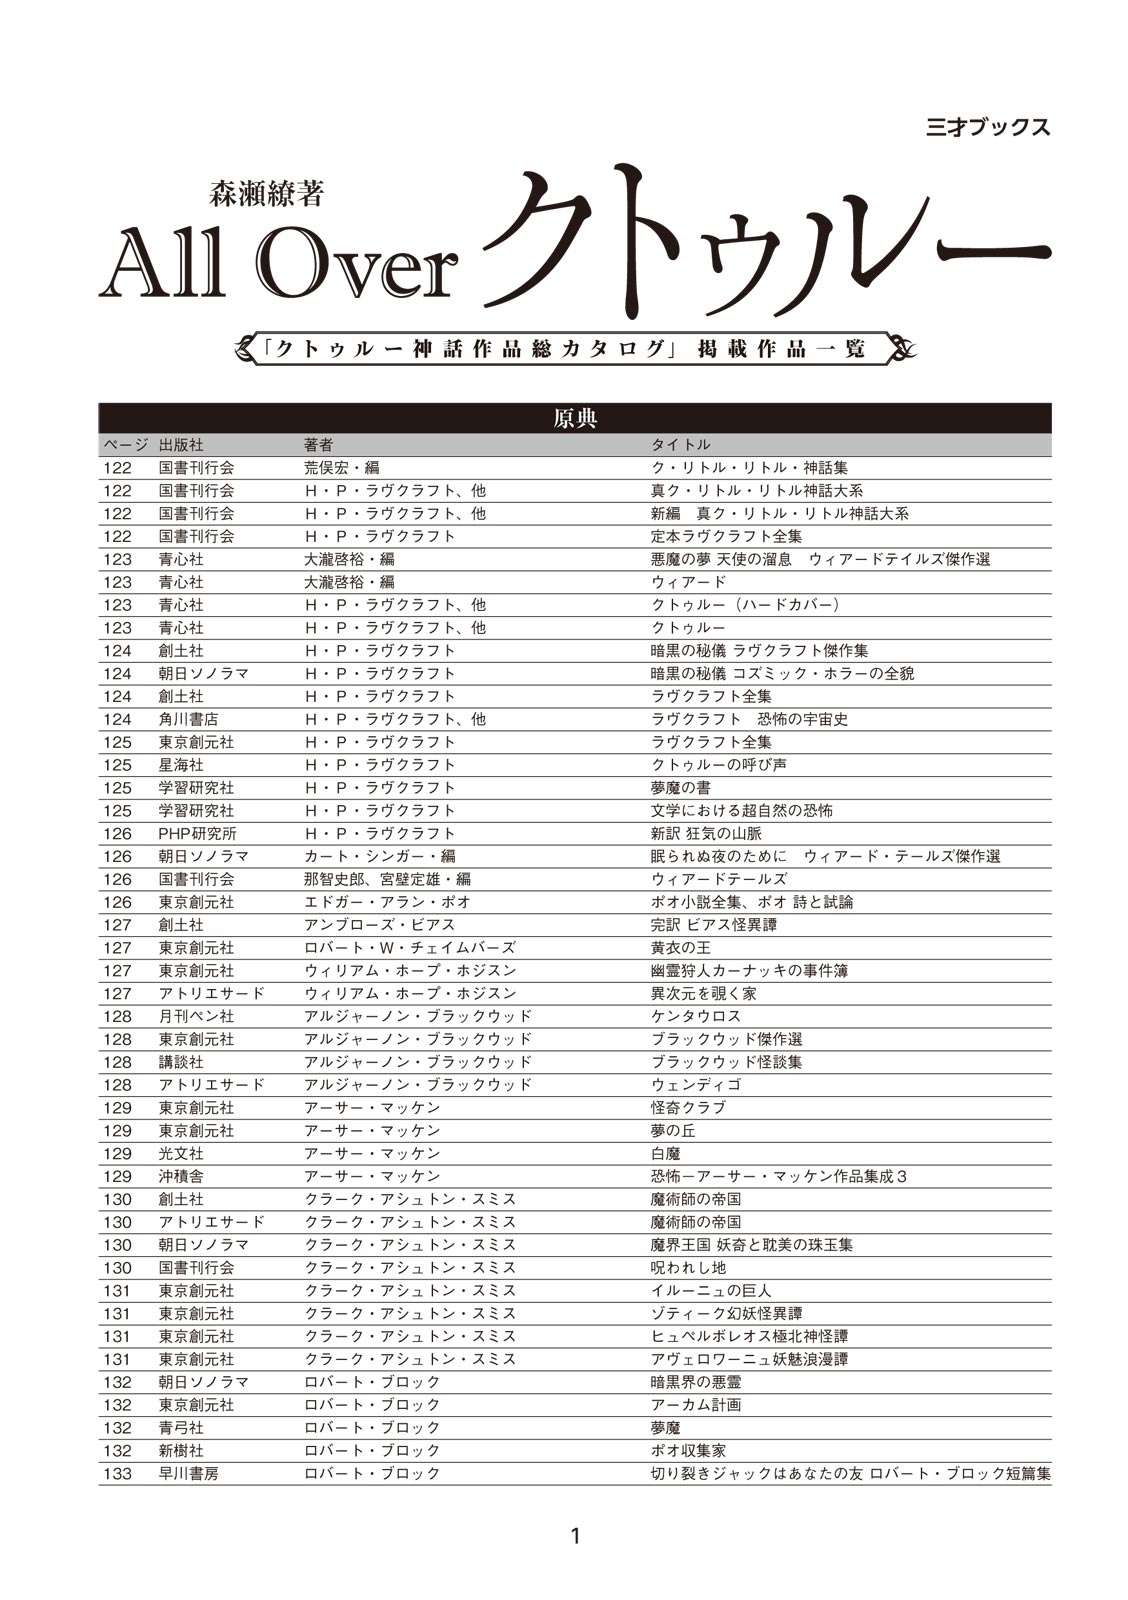 三才ブックス
森瀬繚著
All Over クトゥルー
「クトゥルー神話作品総カタログ」掲載作品一覧
原典
ページ 出版社 著者 タイトル
122 国書刊行会 荒俣宏・編 ク・リトル・リトル・神話集
122 国書刊行会 H・P・ラヴクラフト、他 真ク・リトル・リトル神話大系
122 国書刊行会 H・P・ラヴクラフト、他 新編　真ク・リトル・リトル神話大系
122 国書刊行会 H・P・ラヴクラフト 定本ラヴクラフト全集
123 青心社 大瀧啓裕・編 悪魔の夢 天使の溜息　ウィアードテイルズ傑作選
123 青心社 大瀧啓裕・編 ウィアード
123 青心社 H・P・ラヴクラフト、他 クトゥルー（ハードカバー）
123 青心社 H・P・ラヴクラフト、他 クトゥルー
124 創土社 H・P・ラヴクラフト 暗黒の秘儀 ラヴクラフト傑作集
124 朝日ソノラマ H・P・ラヴクラフト 暗黒の秘儀 コズミック・ホラーの全貌
124 創土社 H・P・ラヴクラフト ラヴクラフト全集
124 角川書店 H・P・ラヴクラフト、他 ラヴクラフト　恐怖の宇宙史
125 東京創元社 H・P・ラヴクラフト ラヴクラフト全集
125 星海社 H・P・ラヴクラフト クトゥルーの呼び声
125 学習研究社 H・P・ラヴクラフト 夢魔の書
125 学習研究社 H・P・ラヴクラフト 文学における超自然の恐怖
126 PHP研究所 H・P・ラヴクラフト 新訳 狂気の山脈
126 朝日ソノラマ カート・シンガー・編 眠られぬ夜のために　ウィアード・テールズ傑作選
126 国書刊行会 那智史郎、宮壁定雄・編 ウィアードテールズ
126 東京創元社 エドガー・アラン・ポオ ポオ小説全集、ポオ 詩と試論
127 創土社 アンブローズ・ビアス 完訳 ビアス怪異譚
127 東京創元社 ロバート・W・チェイムバーズ 黄衣の王
127 東京創元社 ウィリアム・ホープ・ホジスン 幽霊狩人カーナッキの事件簿
127 アトリエサード ウィリアム・ホープ・ホジスン 異次元を覗く家
128 月刊ペン社 アルジャーノン・ブラックウッド ケンタウロス
128 東京創元社 アルジャーノン・ブラックウッド ブラックウッド傑作選
128 講談社 アルジャーノン・ブラックウッド ブラックウッド怪談集
128 アトリエサード アルジャーノン・ブラックウッド ウェンディゴ
129 東京創元社 アーサー・マッケン 怪奇クラブ
129 東京創元社 アーサー・マッケン 夢の丘
129 光文社 アーサー・マッケン 白魔
129 沖積舎 アーサー・マッケン 恐怖－アーサー・マッケン作品集成３
130 創土社 クラーク・アシュトン・スミス 魔術師の帝国
130 アトリエサード クラーク・アシュトン・スミス 魔術師の帝国
130 朝日ソノラマ クラーク・アシュトン・スミス 魔界王国 妖奇と耽美の珠玉集
130 国書刊行会 クラーク・アシュトン・スミス 呪われし地
131 東京創元社 クラーク・アシュトン・スミス イルーニュの巨人
131 東京創元社 クラーク・アシュトン・スミス ゾティーク幻妖怪異譚
131 東京創元社 クラーク・アシュトン・スミス ヒュペルボレオス極北神怪譚
131 東京創元社 クラーク・アシュトン・スミス アヴェロワーニュ妖魅浪漫譚
132 朝日ソノラマ ロバート・ブロック 暗黒界の悪霊
132 東京創元社 ロバート・ブロック アーカム計画
132 青弓社 ロバート・ブロック 夢魔
132 新樹社 ロバート・ブロック ポオ収集家
133 早川書房 ロバート・ブロック 切り裂きジャックはあなたの友 ロバート・ブロック短篇集
1